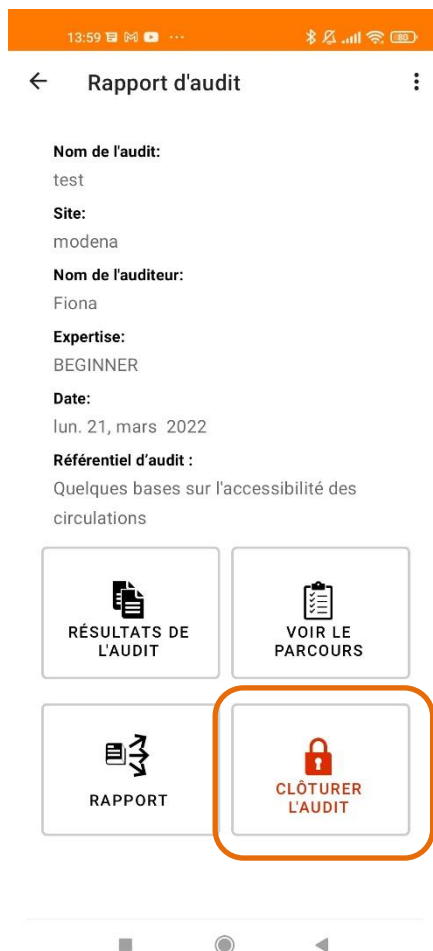 13:59 ... 80
Rapport d'audit
Nom de l'audit:
test
Site:
modena
Nom de l'auditeur:
Fiona
Expertise:
BEGINNER
Date:
lun. 21, mars 2022
Référentiel d'audit :
Quelques bases sur l'accessibilité des
circulations
RÉSULTATS DE
L'AUDIT
VOIR LE
PARCOURS
RAPPORT
CLÔTURER
L'AUDIT